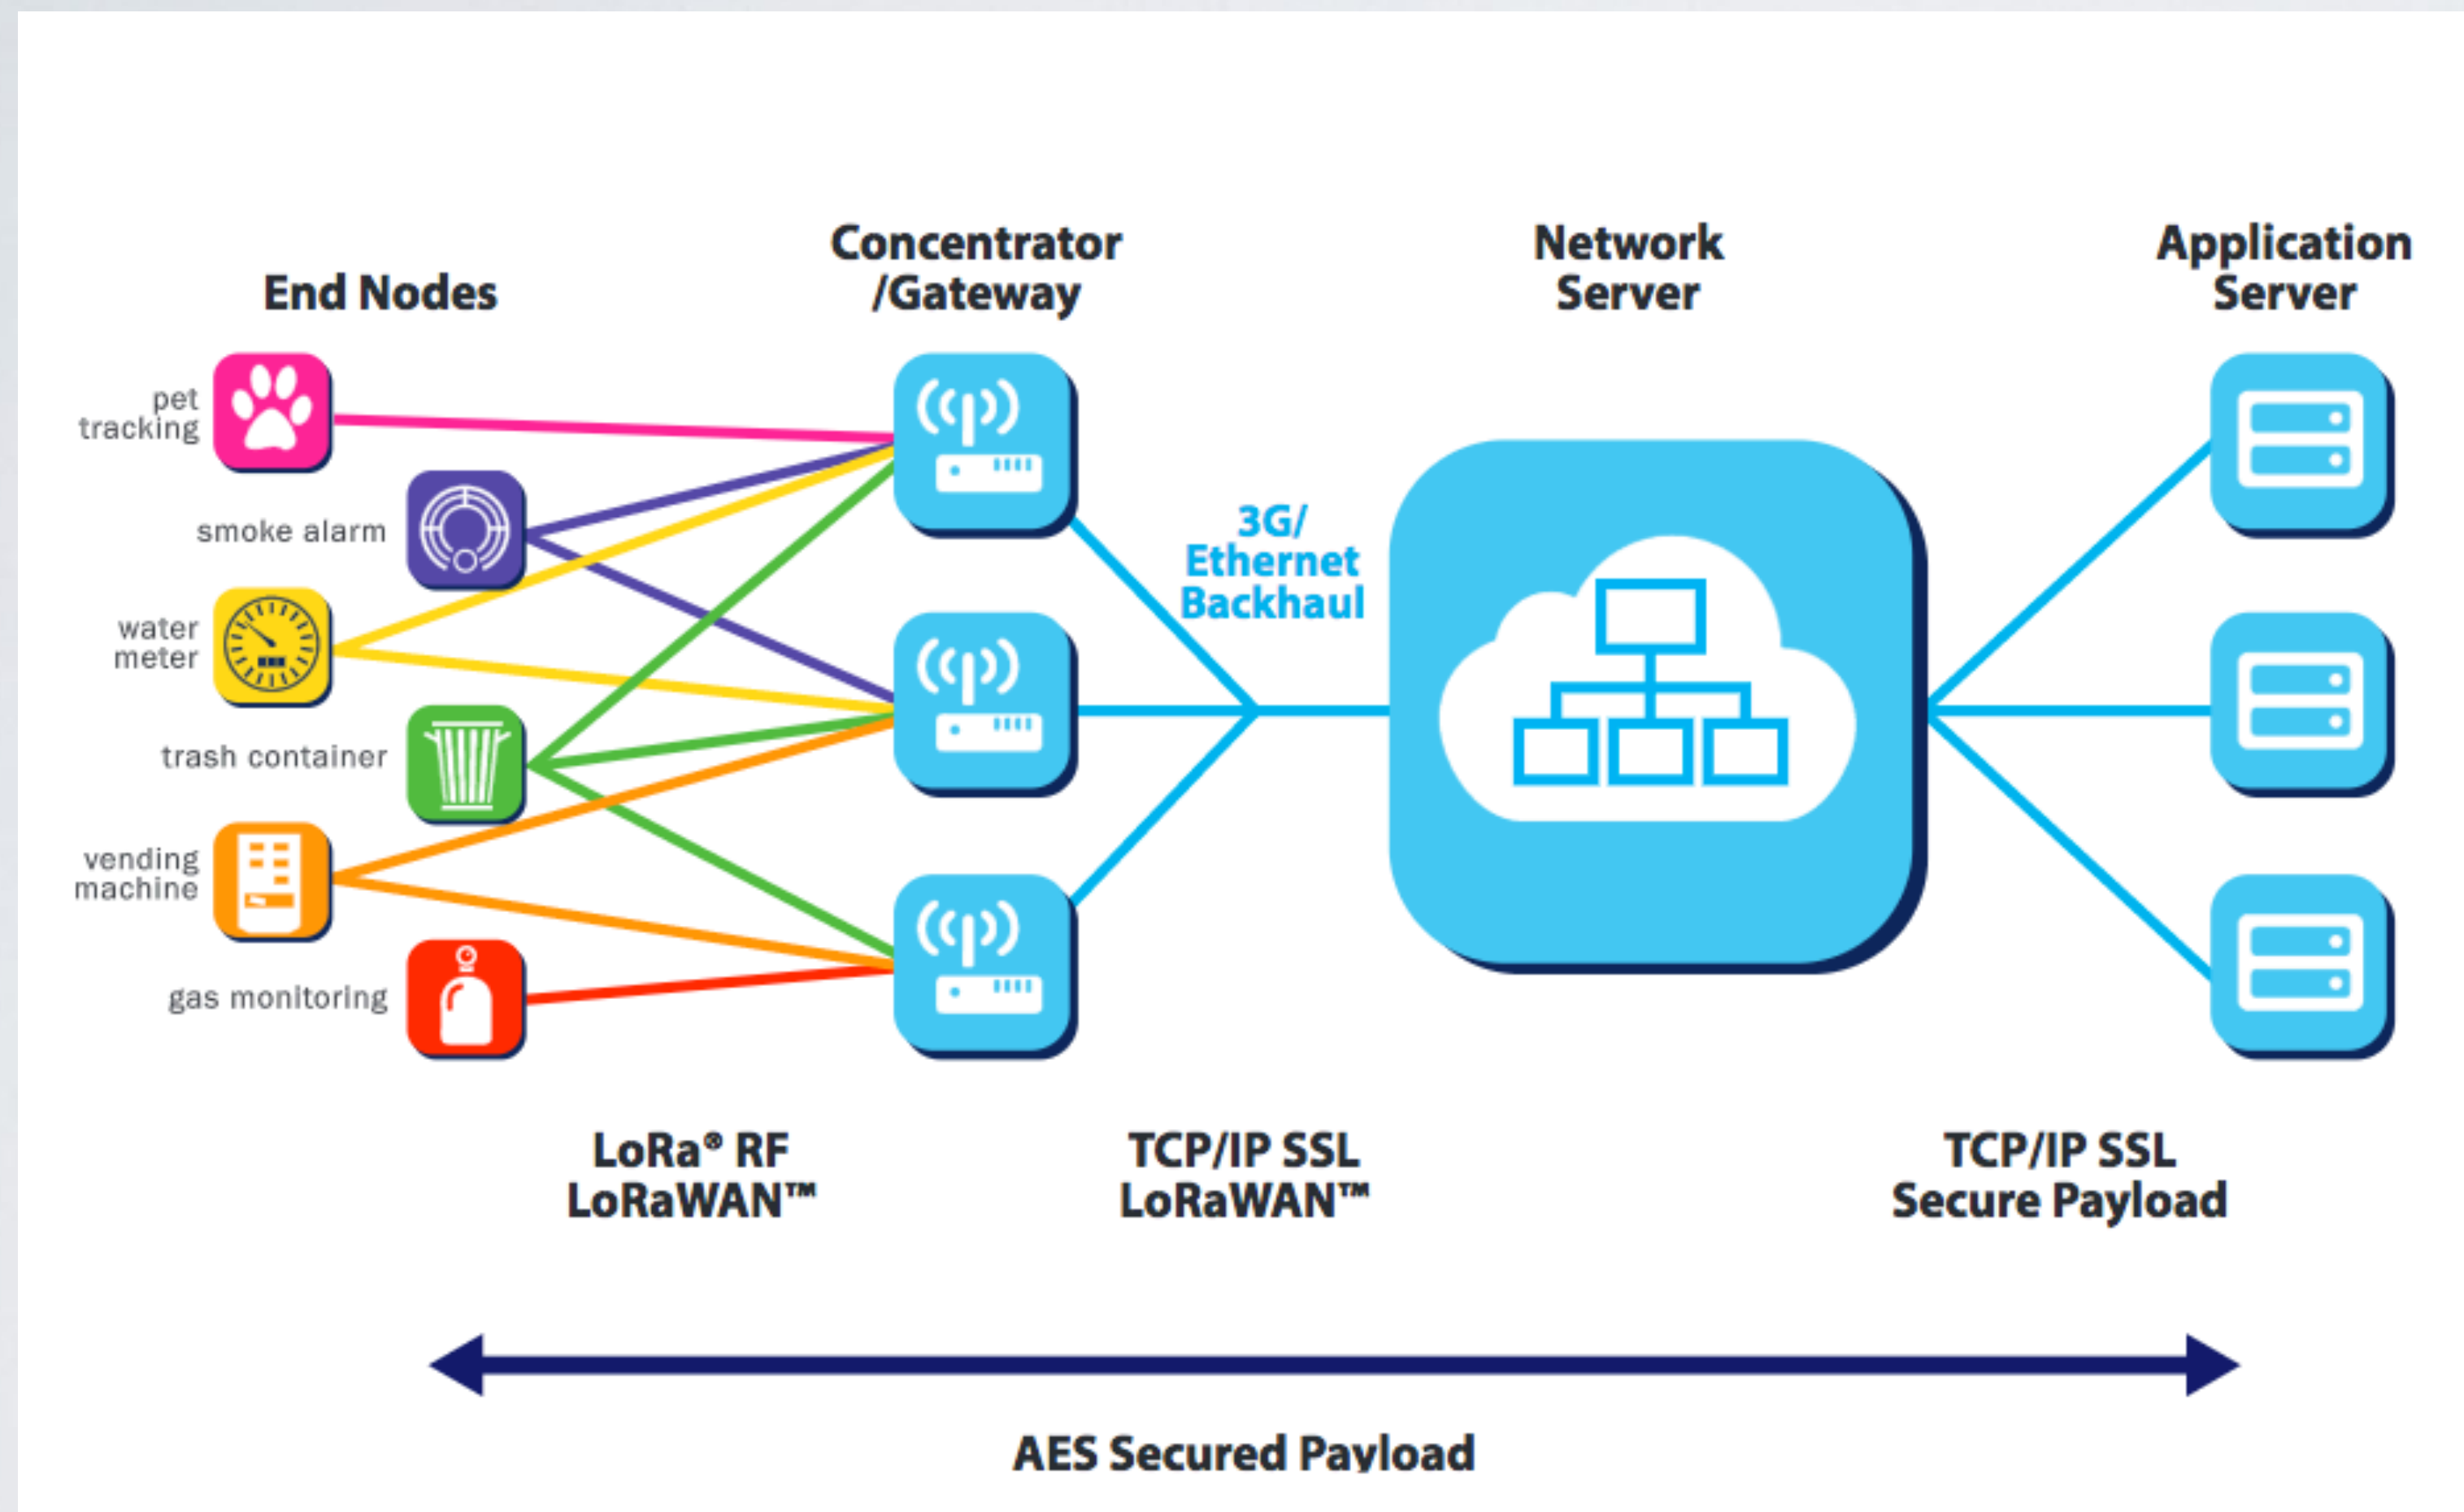 End Nodes
Concentrator
/Gateway
Network
Server
Application
Server
pet
tracking
smoke alarm
water
meter
trash container
vending
machine
gas monitoring
3G/
Ethernet
Backhaul
LoRa® RF
LoRaWAN™
TCP/IP SSL
LoRaWAN™
TCP/IP SSL
Secure Payload
AES Secured Payload